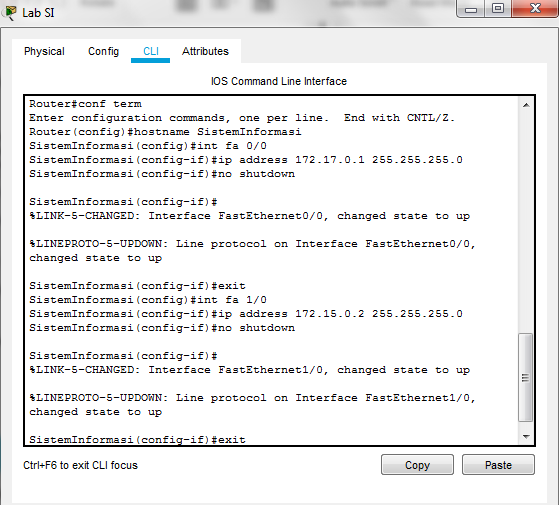 Lab SI
Physical Config CLI Attributes
IOS Command Line Interface
Router#conf term
Enter configuration commands, one per line.  End with CNTL/Z.
Router(config)#hostname SistemInformasi
SistemInformasi(config)#int fa 0/0
SistemInformasi(config-if)#ip address 172.17.0.1 255.255.255.0
SistemInformasi(config-if)#no shutdown
SistemInformasi(config-if)#
%LINK-5-CHANGED: Interface FastEthernet0/0, changed state to up
%LINEPROTO-5-UPDOWN: Line protocol on Interface FastEthernet0/0,
changed state to up
SistemInformasi(config-if)#exit
SistemInformasi(config)#int fa 1/0
SistemInformasi(config-if)#ip address 172.15.0.2 255.255.255.0
SistemInformasi(config-if)#no shutdown
SistemInformasi(config-if)#
%LINK-5-CHANGED: Interface FastEthernet1/0, changed state to up
%LINEPROTO-5-UPDOWN: Line protocol on Interface FastEthernet1/0,
changed state to up
SistemInformasi(config-if)#exit
Ctrl+F6 to exit CLI focus
Copy Paste